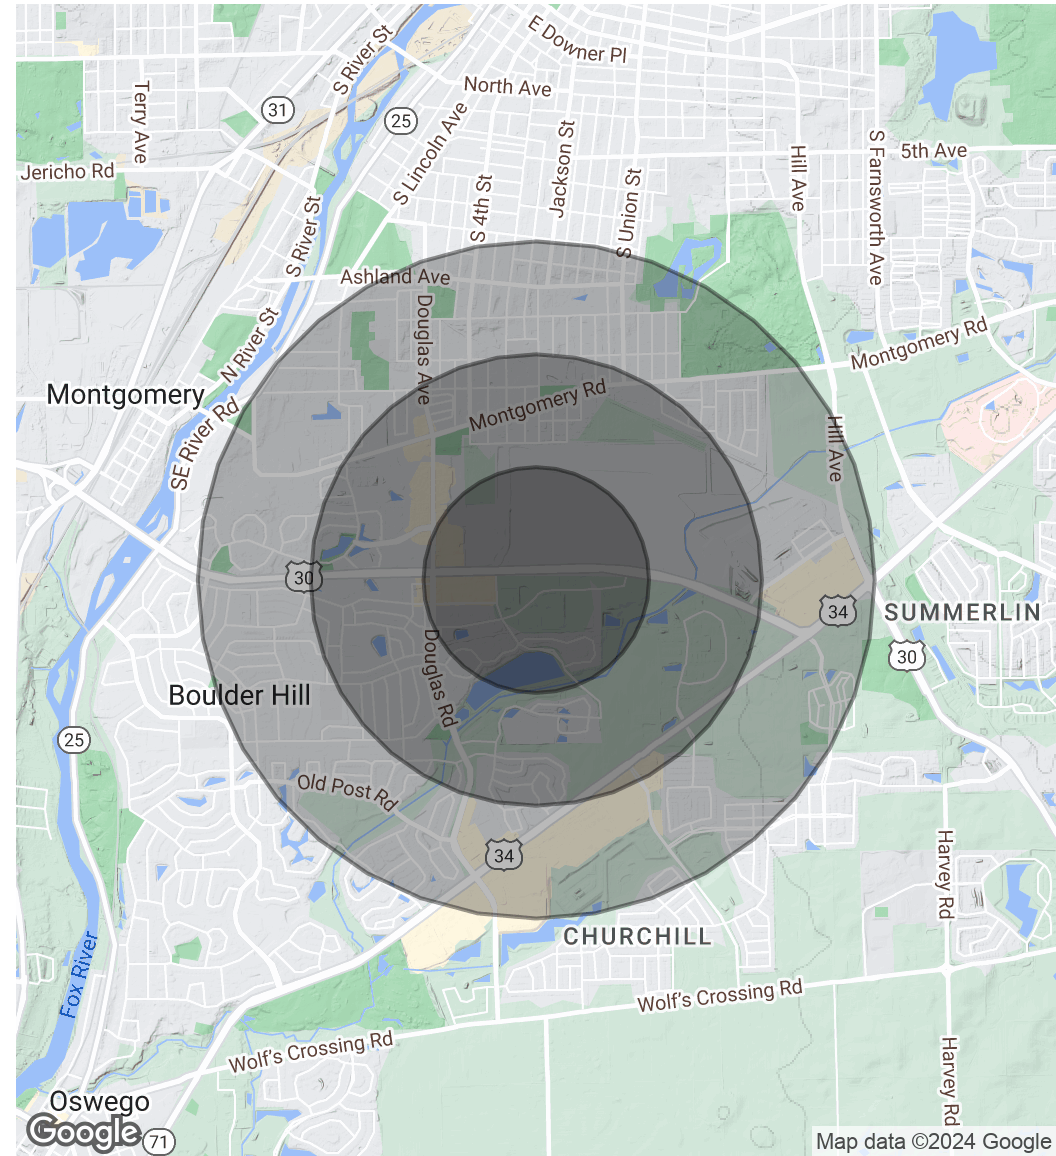 E Downer Pl
S River St
North Ave
Terry Ave
31
25
S Lincoln Ave
Jackson St
Hill Ave
S Farnsworth Ave
5th Ave
Jericho Rd
S 4th St
S Union St
S River St
Ashland Ave
Douglas Ave
N River St
Montgomery Rd
Montgomery
Montgomery Rd
SE River Rd
Hill Ave
30
34
SUMMERLIN
30
Douglas Rd
Boulder Hill
25
Old Post Rd
34
Harvey Rd
CHURCHILL
Fox River
Wolf's Crossing Rd
Wolf's Crossing Rd
Harvey Rd
Oswego
Google
71
Map data ©2024 Google